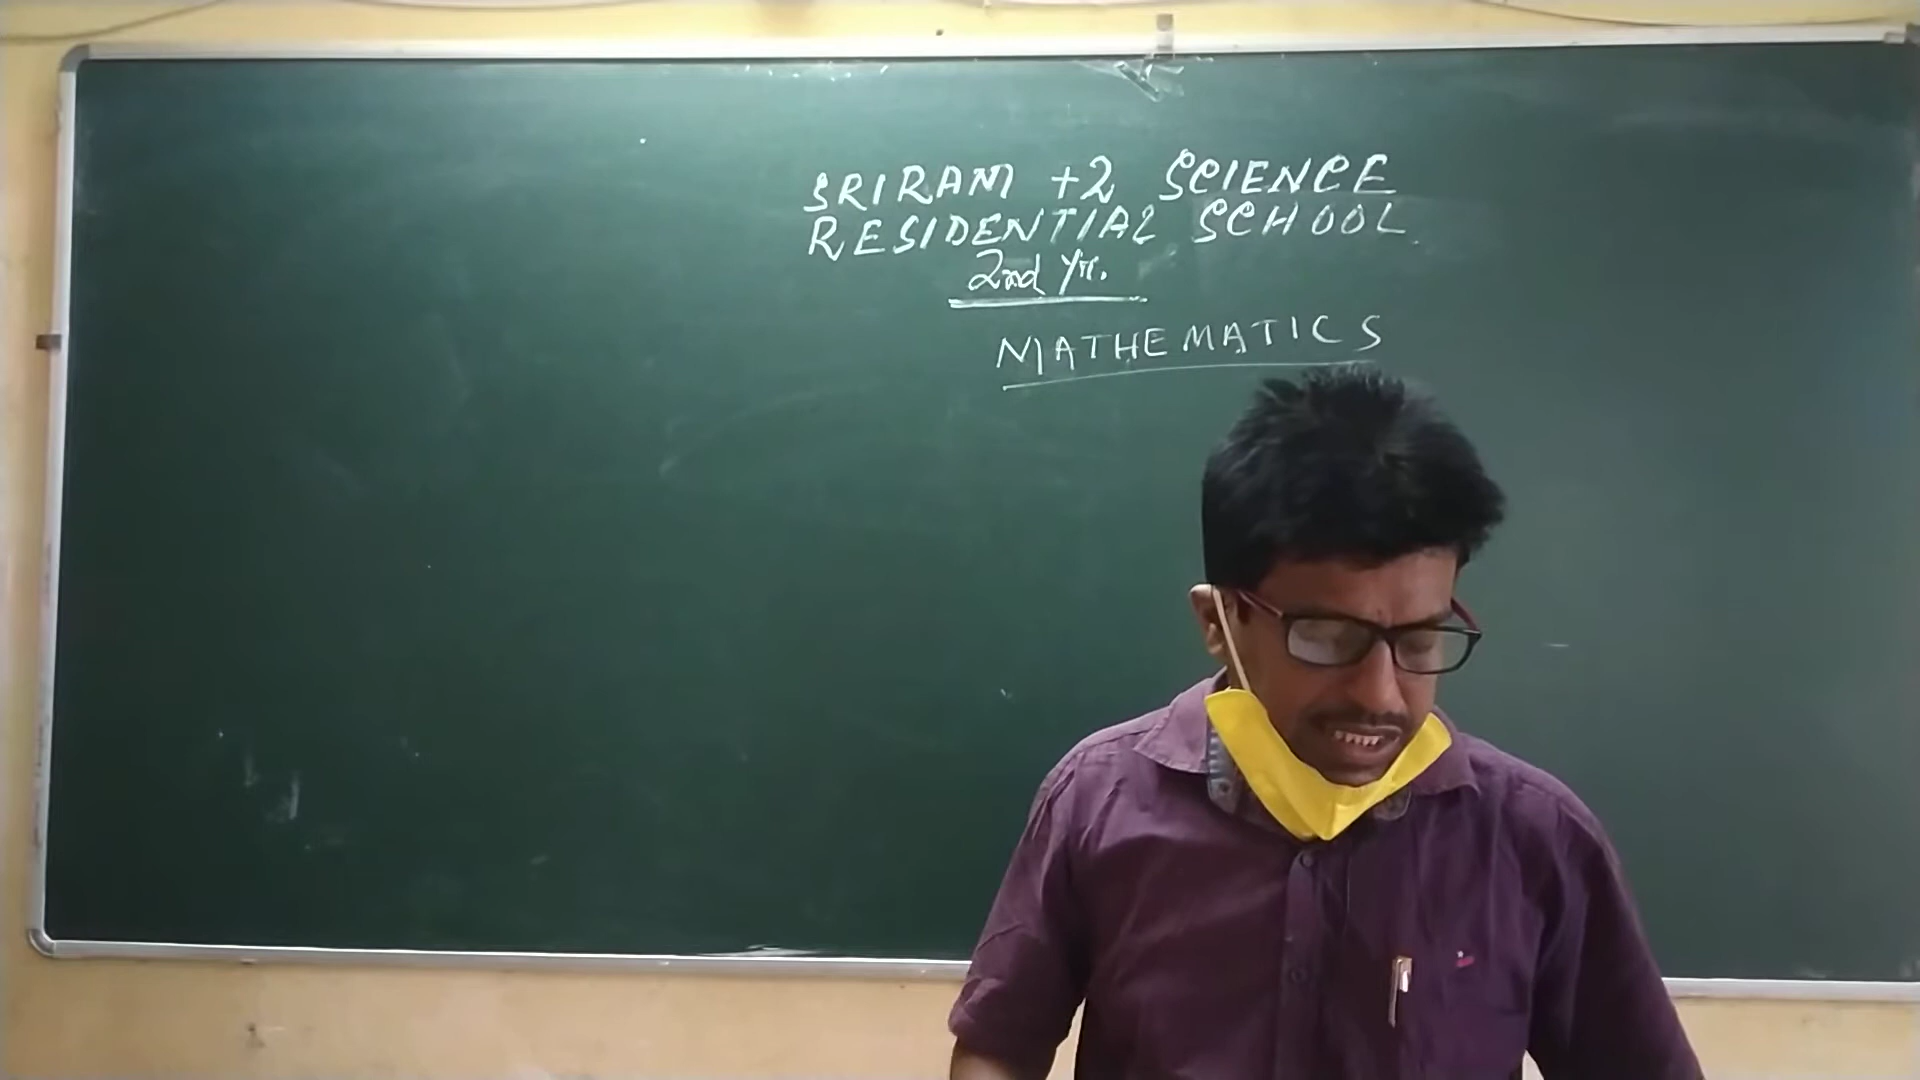 SRIRAM +2 SCIENCE
RESIDENTIAL SCHOOL
2nd Yr.
MATHEMATICS